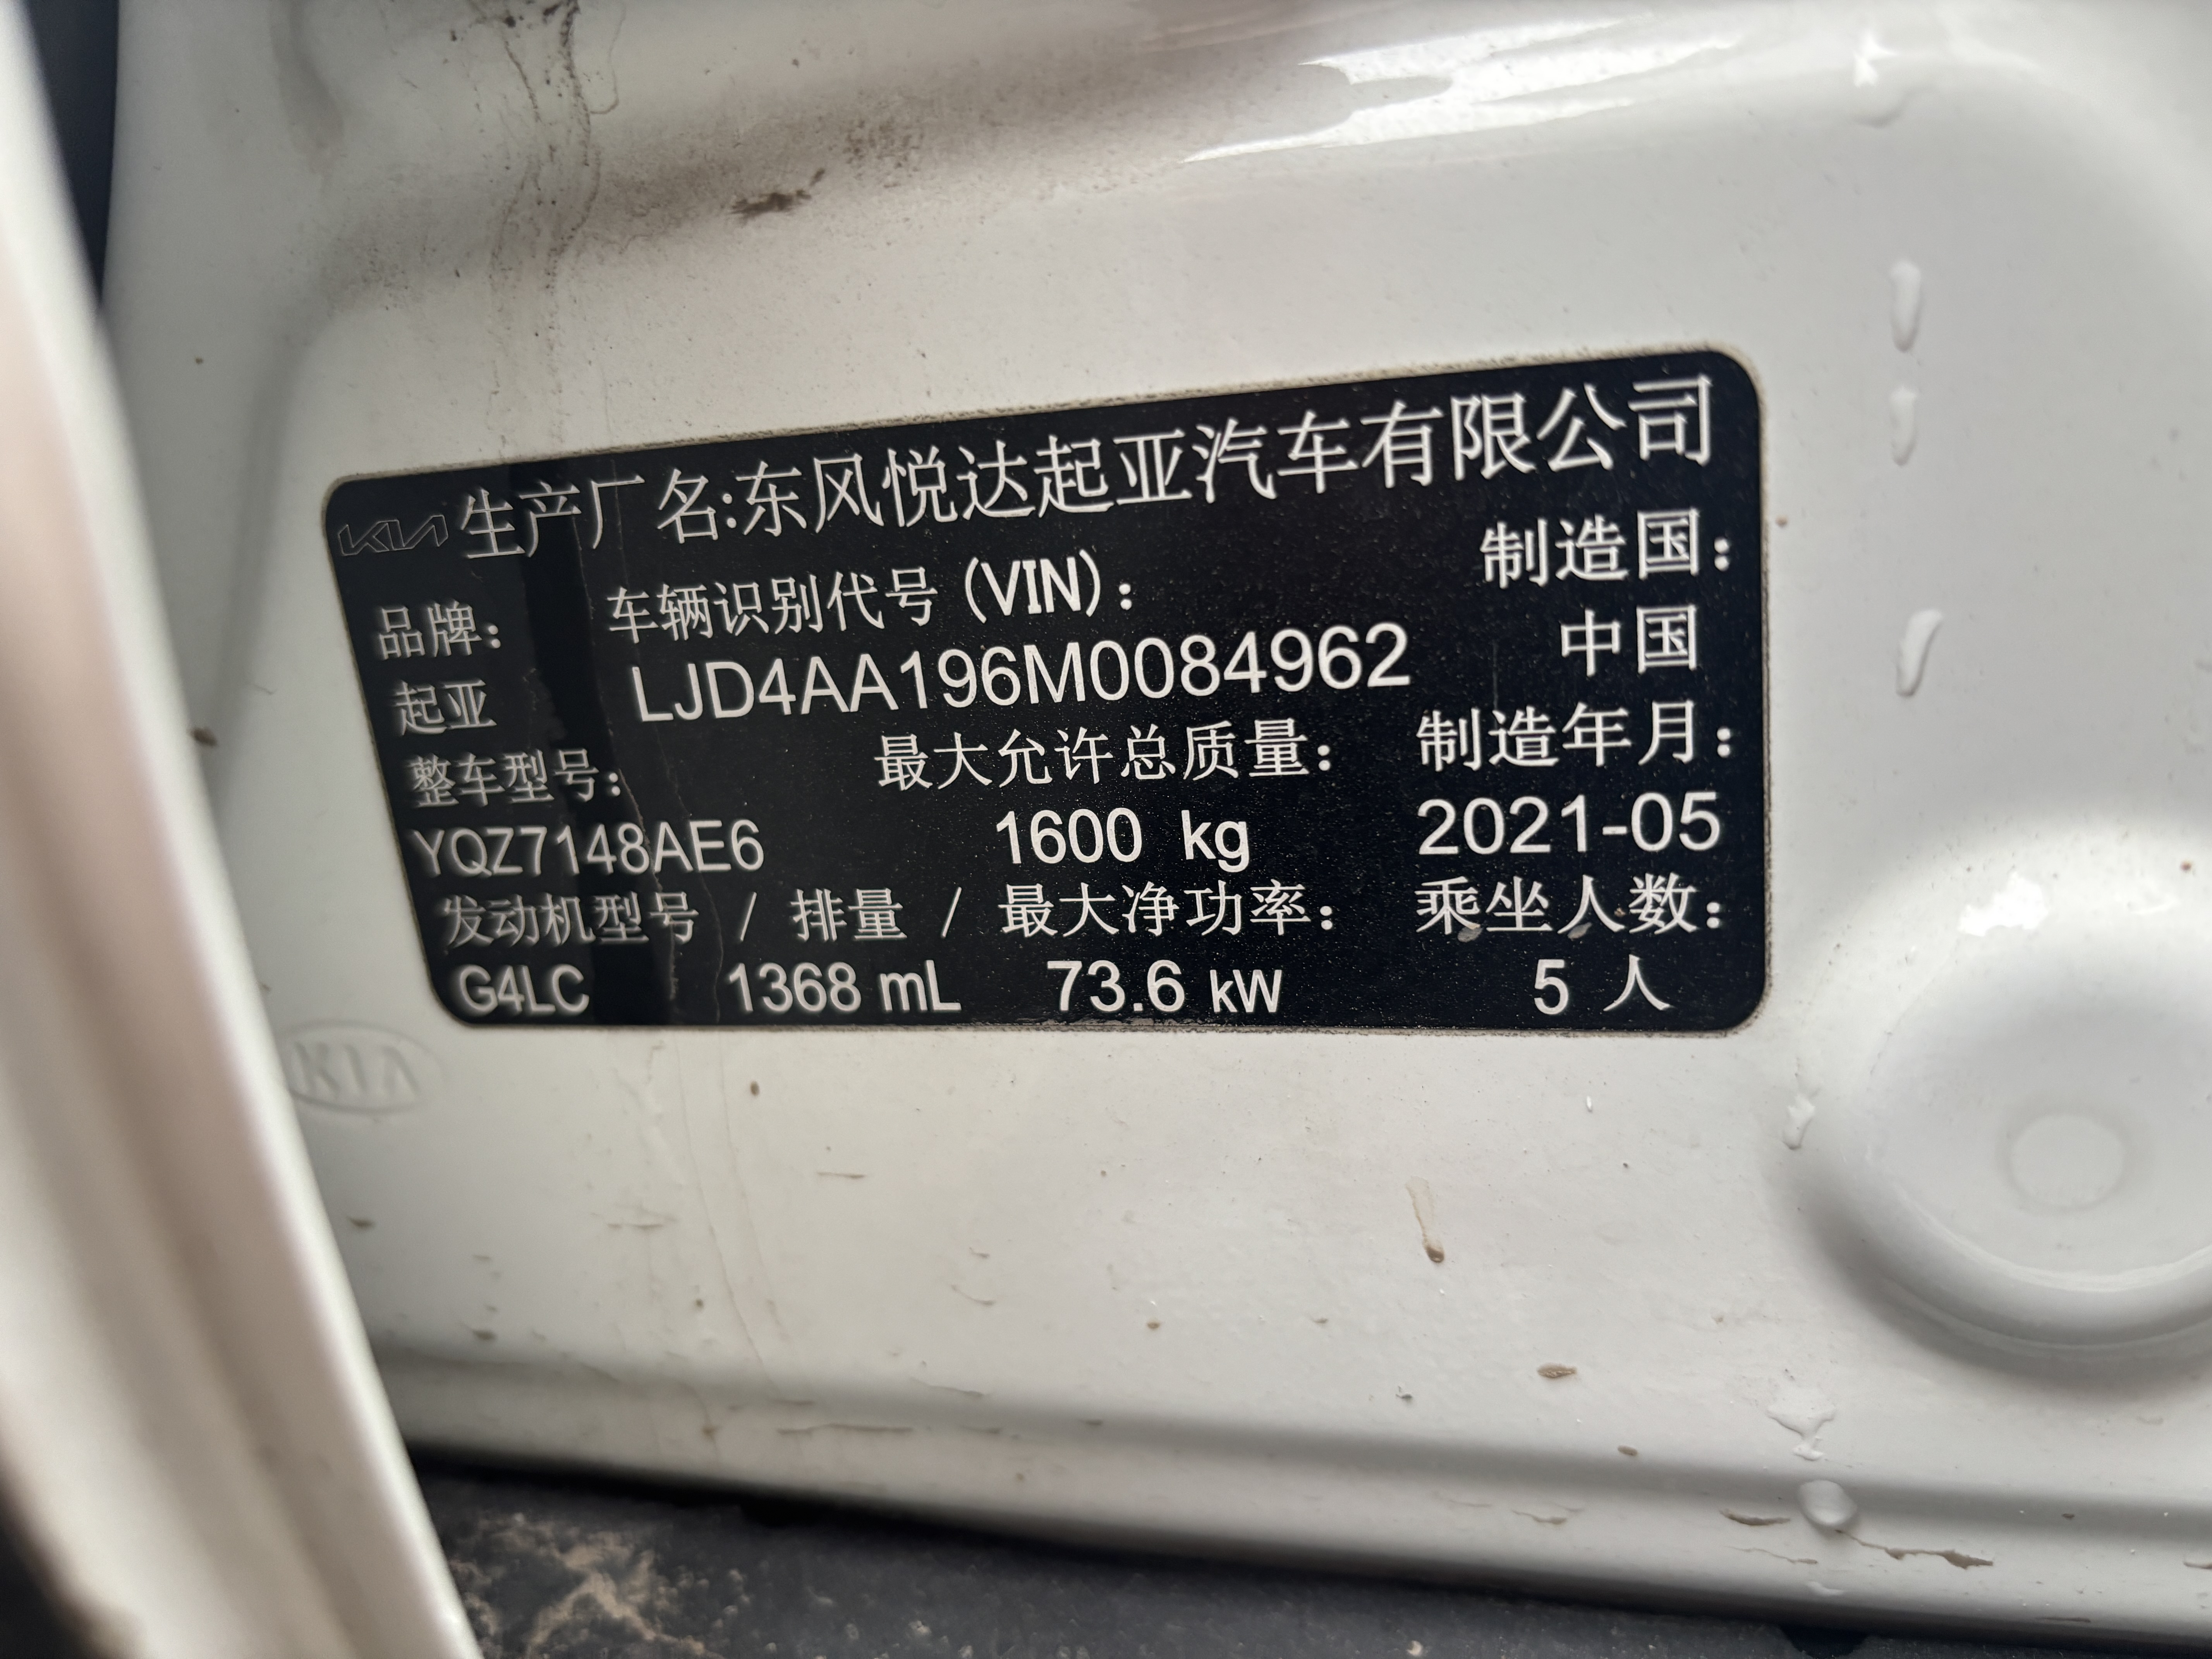 KIA 生产厂名:东风悦达起亚汽车有限公司
品牌: 车辆识别代号 (VIN): 制造国:
起亚 LJD4AA196M0084962 中国
整车型号: 最大允许总质量: 制造年月:
YQZ7148AE6 1600 kg 2021-05
发动机型号 / 排量 / 最大净功率: 乘坐人数:
G4LC 1368 mL 73.6 kW 5 人
KIA